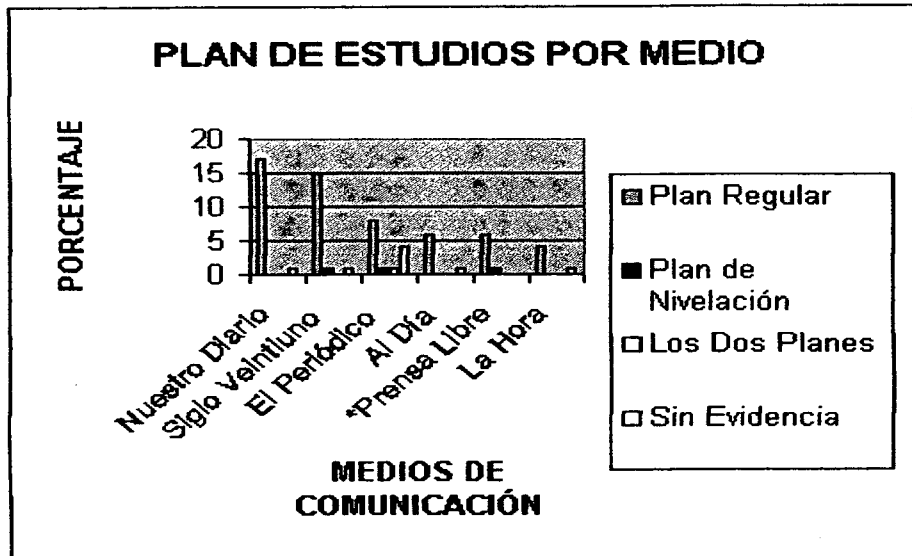 PLAN DE ESTUDIOS POR MEDIO
PORCENTAJE
20
15
10
5
0
Nuestro Diario
Siglo Veintiuno
El Periódico
Al Día
*Prensa Libre
La Hora
MEDIOS DE
COMUNICACIÓN
Plan Regular
Plan de
Nivelación
Los Dos Planes
Sin Evidencia